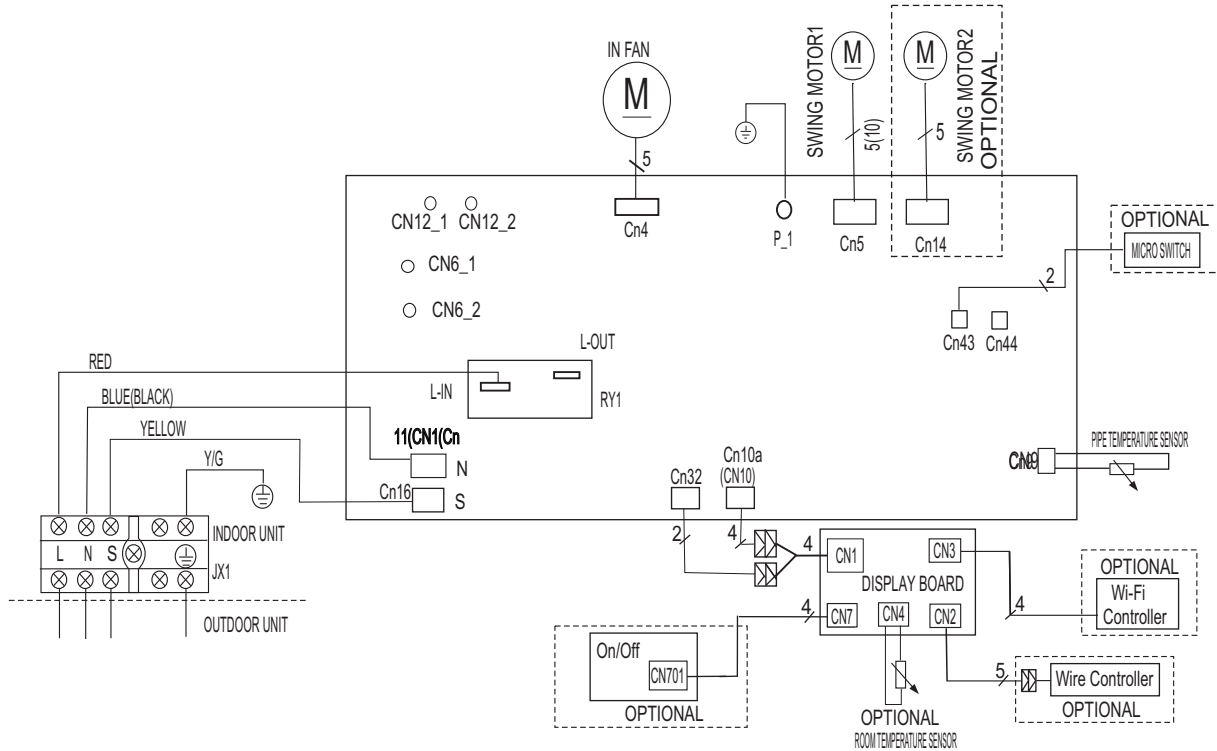 IN FAN
M
5
M
SWING MOTOR1
5(10)
M
SWING MOTOR2
OPTIONAL
5
CN12_1 CN12_2
Cn4
P_1
Cn5
Cn14
OPTIONAL
MICRO SWITCH
2
CN6_1
CN6_2
Cn43 Cn44
L-OUT
L-IN
RY1
RED
BLUE(BLACK)
YELLOW
Y/G
11(CN1(Cn
N
Cn16
S
Cn32
Cn10a
(CN10)
PIPE TEMPERATURE SENSOR
INDOOR UNIT
L N S
JX1
OUTDOOR UNIT
2
4
4
CN1
CN3
DISPLAY BOARD
CN7
CN4
CN2
4
4
OPTIONAL
Wi-Fi
Controller
On/Off
CN701
OPTIONAL
5
Wire Controller
OPTIONAL
OPTIONAL
ROOM TEMPERATURE SENSOR